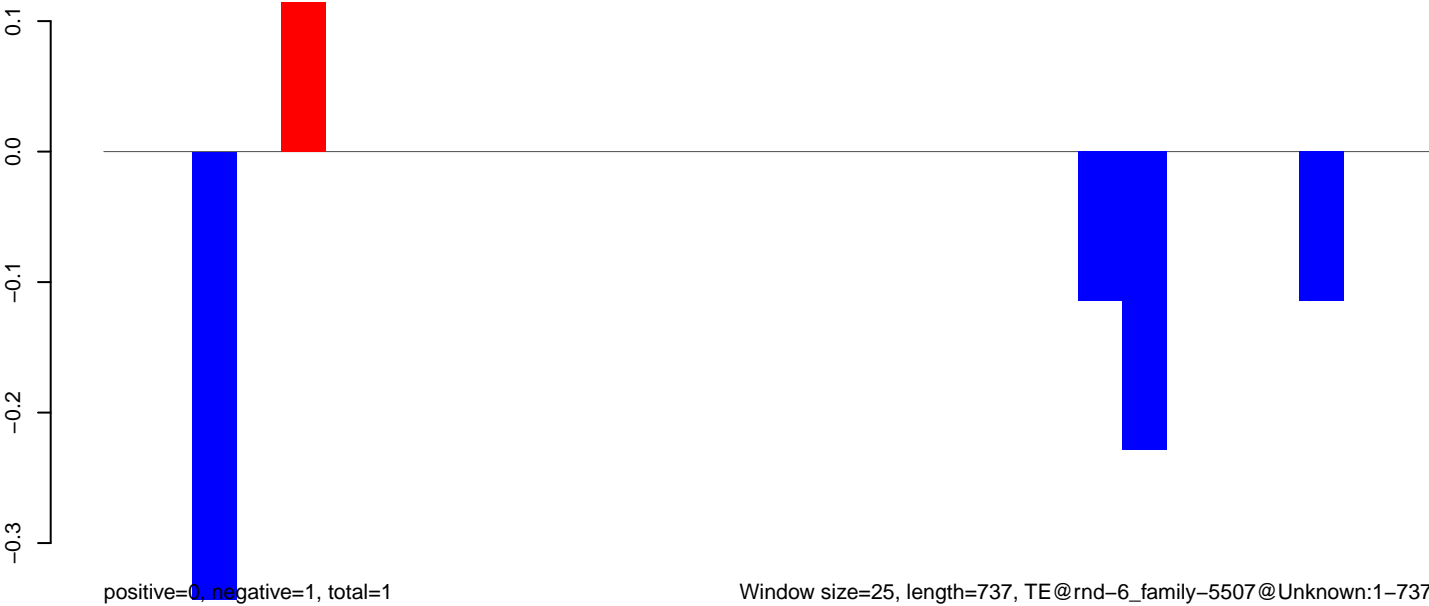 0.1
0.0
−0.1
−0.2
−0.3
positive=0, negative=1, total=1
Window size=25, length=737, TE@rnd−6_family−5507@Unknown:1−737